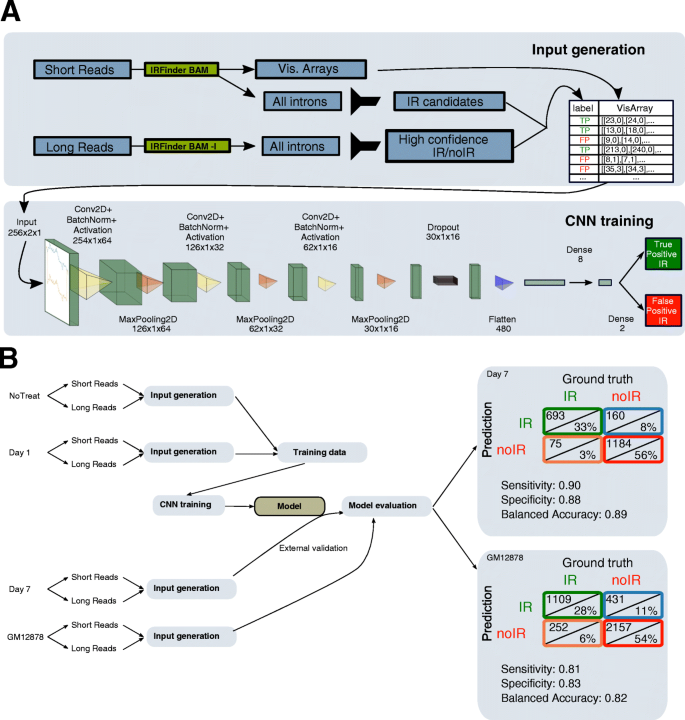 A
Input generation
Short Reads
IRFinder BAM
Vis. Arrays
All introns
IR candidates
Long Reads
IRFinder BAM -l
All introns
High confidence
IR/noIR
label VisArray
TP [[23,0],[24,0],...
TP [[13,0],[18,0],...
FP [[9,0],[14,0],...
TP [[213,0],[240,0],...
FP [[8,1],[7,1],...
FP [[35,3],[34,3],...
... ...
CNN training
Input
256x2x1
Conv2D+
BatchNorm+
Activation
254x1x64
Conv2D+
BatchNorm+
Activation
126x1x32
Conv2D+
BatchNorm+
Activation
62x1x16
Dropout
30x1x16
Dense
8
True
Positive
IR
False
Positive
IR
MaxPooling2D
126x1x64
MaxPooling2D
62x1x32
MaxPooling2D
30x1x16
Flatten
480
Dense
2
B
NoTreat
Short Reads
Long Reads
Input generation
Day 1
Short Reads
Long Reads
Input generation
Training data
CNN training
Model
Model evaluation
External validation
Day 7
Short Reads
Long Reads
Input generation
GM12878
Short Reads
Long Reads
Input generation
Day 7
Ground truth
IR noIR
Prediction
IR
693 33%
160 8%
noIR
75 3%
1184 56%
Sensitivity: 0.90
Specificity: 0.88
Balanced Accuracy: 0.89
GM12878
Ground truth
IR noIR
Prediction
IR
1109 28%
431 11%
noIR
252 6%
2157 54%
Sensitivity: 0.81
Specificity: 0.83
Balanced Accuracy: 0.82